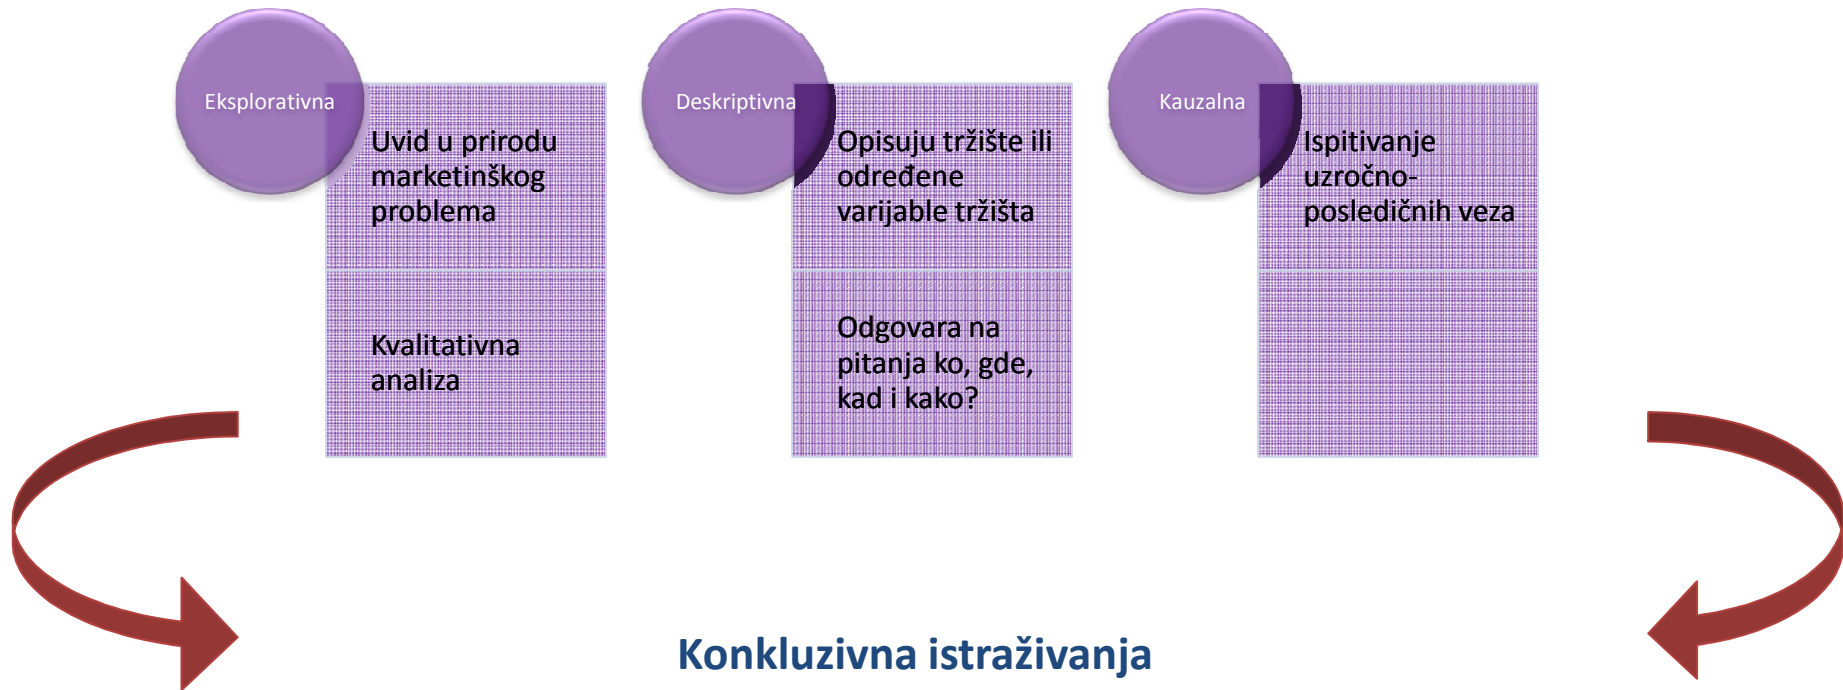 Eksplorativna
Uvid u prirodu
marketinškog
problema
Kvalitativna
analiza
Deskriptivna
Opisuju tržište ili
određene
varijable tržišta
Odgovara na
pitanja ko, gde,
kad i kako?
Kauzalna
Ispitivanje
uzročno-
posledičnih veza
Konkluzivna istraživanja